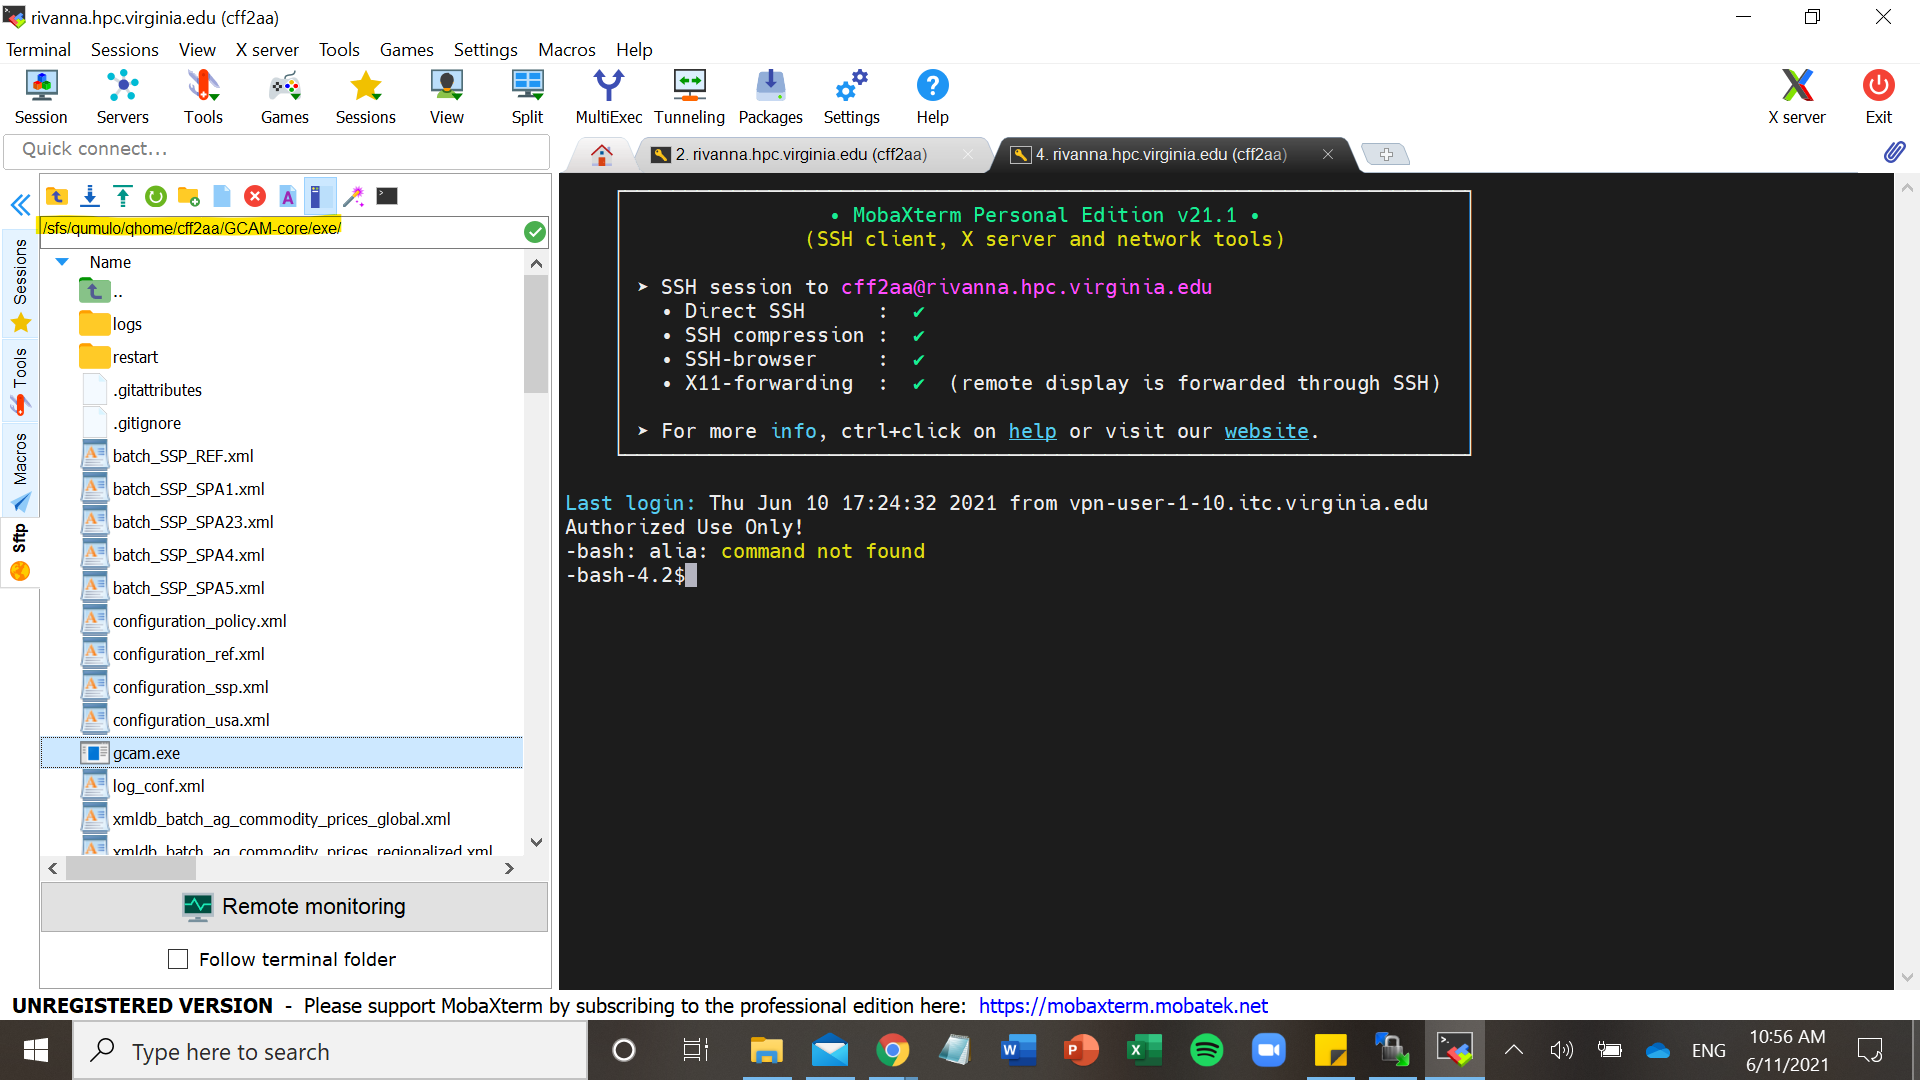 rivanna.hpc.virginia.edu (cff2aa)
Terminal Sessions View X server Tools Games Settings Macros Help
Session Servers Tools Games Sessions View Split MultiExec Tunneling Packages Settings Help X server Exit
Quick connect...
2. rivanna.hpc.virginia.edu (cff2aa)
4. rivanna.hpc.virginia.edu (cff2aa)
Sessions
Tools
Macros
Sftp
/sfs/qumulo/qhome/cff2aa/GCAM-core/exe/
Name
..
logs
restart
.gitattributes
.gitignore
batch_SSP_REF.xml
batch_SSP_SPA1.xml
batch_SSP_SPA23.xml
batch_SSP_SPA4.xml
batch_SSP_SPA5.xml
configuration_policy.xml
configuration_ref.xml
configuration_ssp.xml
configuration_usa.xml
gcam.exe
log_conf.xml
xmldb_batch_ag_commodity_prices_global.xml
xmldb_batch_ag_commodity_prices_regionalized.xml
Remote monitoring
Follow terminal folder
• MobaXterm Personal Edition v21.1 •
(SSH client, X server and network tools)
➤ SSH session to cff2aa@rivanna.hpc.virginia.edu
• Direct SSH : ✔
• SSH compression : ✔
• SSH-browser : ✔
• X11-forwarding : ✔ (remote display is forwarded through SSH)
➤ For more info, ctrl+click on help or visit our website.
Last login: Thu Jun 10 17:24:32 2021 from vpn-user-1-10.itc.virginia.edu
Authorized Use Only!
-bash: alia: command not found
-bash-4.2$
UNREGISTERED VERSION - Please support MobaXterm by subscribing to the professional edition here: https://mobaxterm.mobatek.net
Type here to search
ENG
10:56 AM
6/11/2021